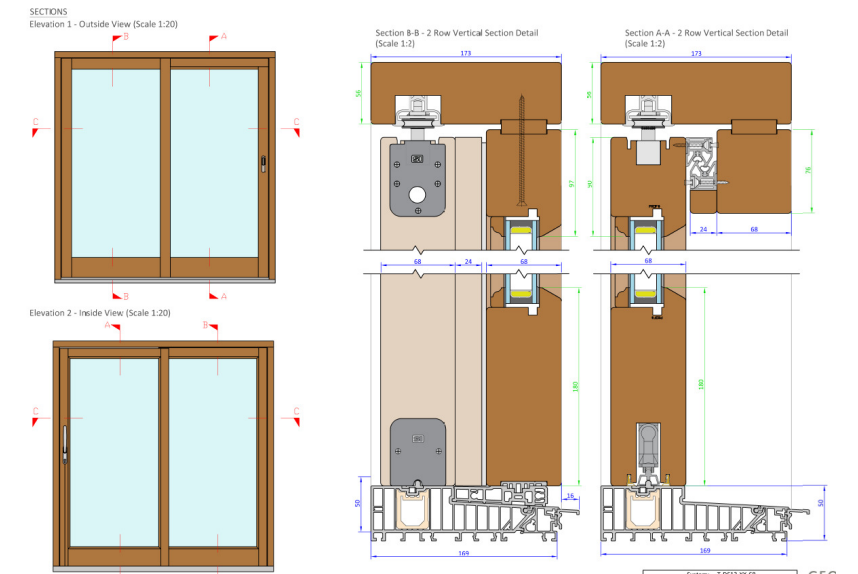 SECTIONS
Elevation 1 - Outside View (Scale 1:20)
B
A
C
C
B
A
Elevation 2 - Inside View (Scale 1:20)
A
B
C
C
A
B
Section B-B - 2 Row Vertical Section Detail
(Scale 1:2)
173
56
97
68
24
68
180
50
16
169
Section A-A - 2 Row Vertical Section Detail
(Scale 1:2)
173
56
76
24
68
68
180
50
169